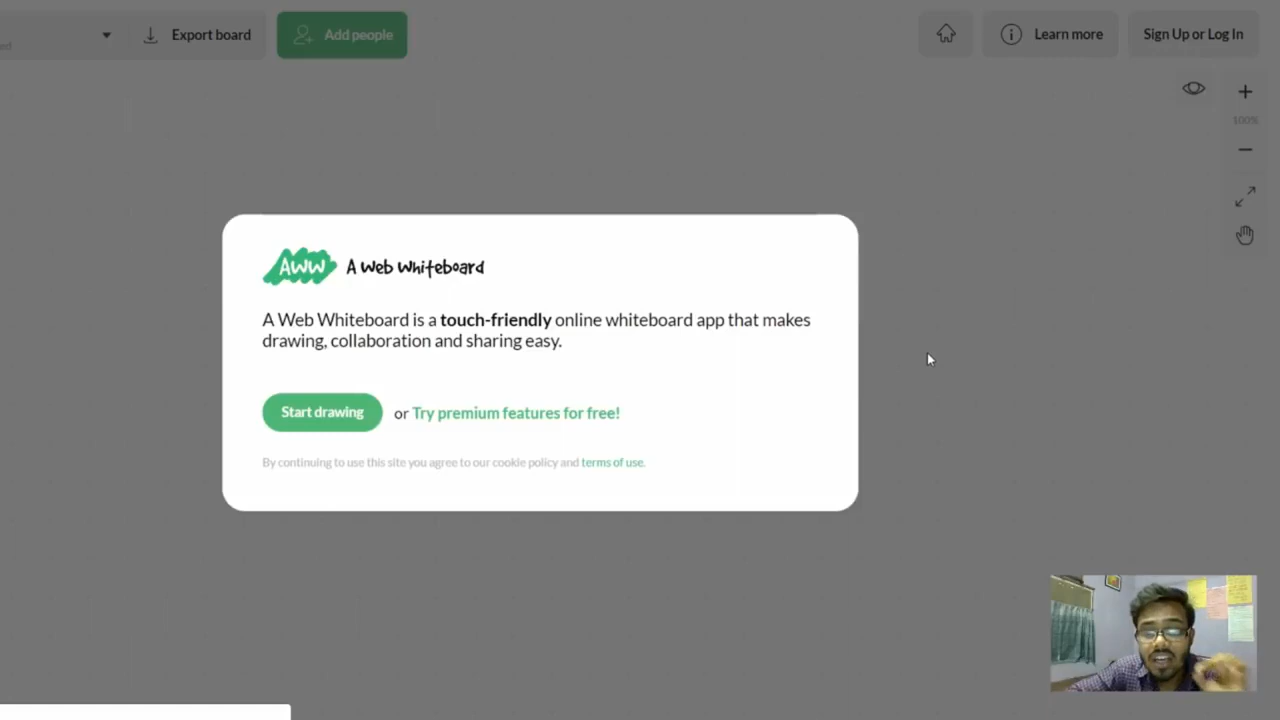 Export board
Add people
Learn more
Sign Up or Log In
100%
AWW A Web Whiteboard
A Web Whiteboard is a touch-friendly online whiteboard app that makes
drawing, collaboration and sharing easy.
Start drawing or Try premium features for free!
By continuing to use this site you agree to our cookie policy and terms of use.